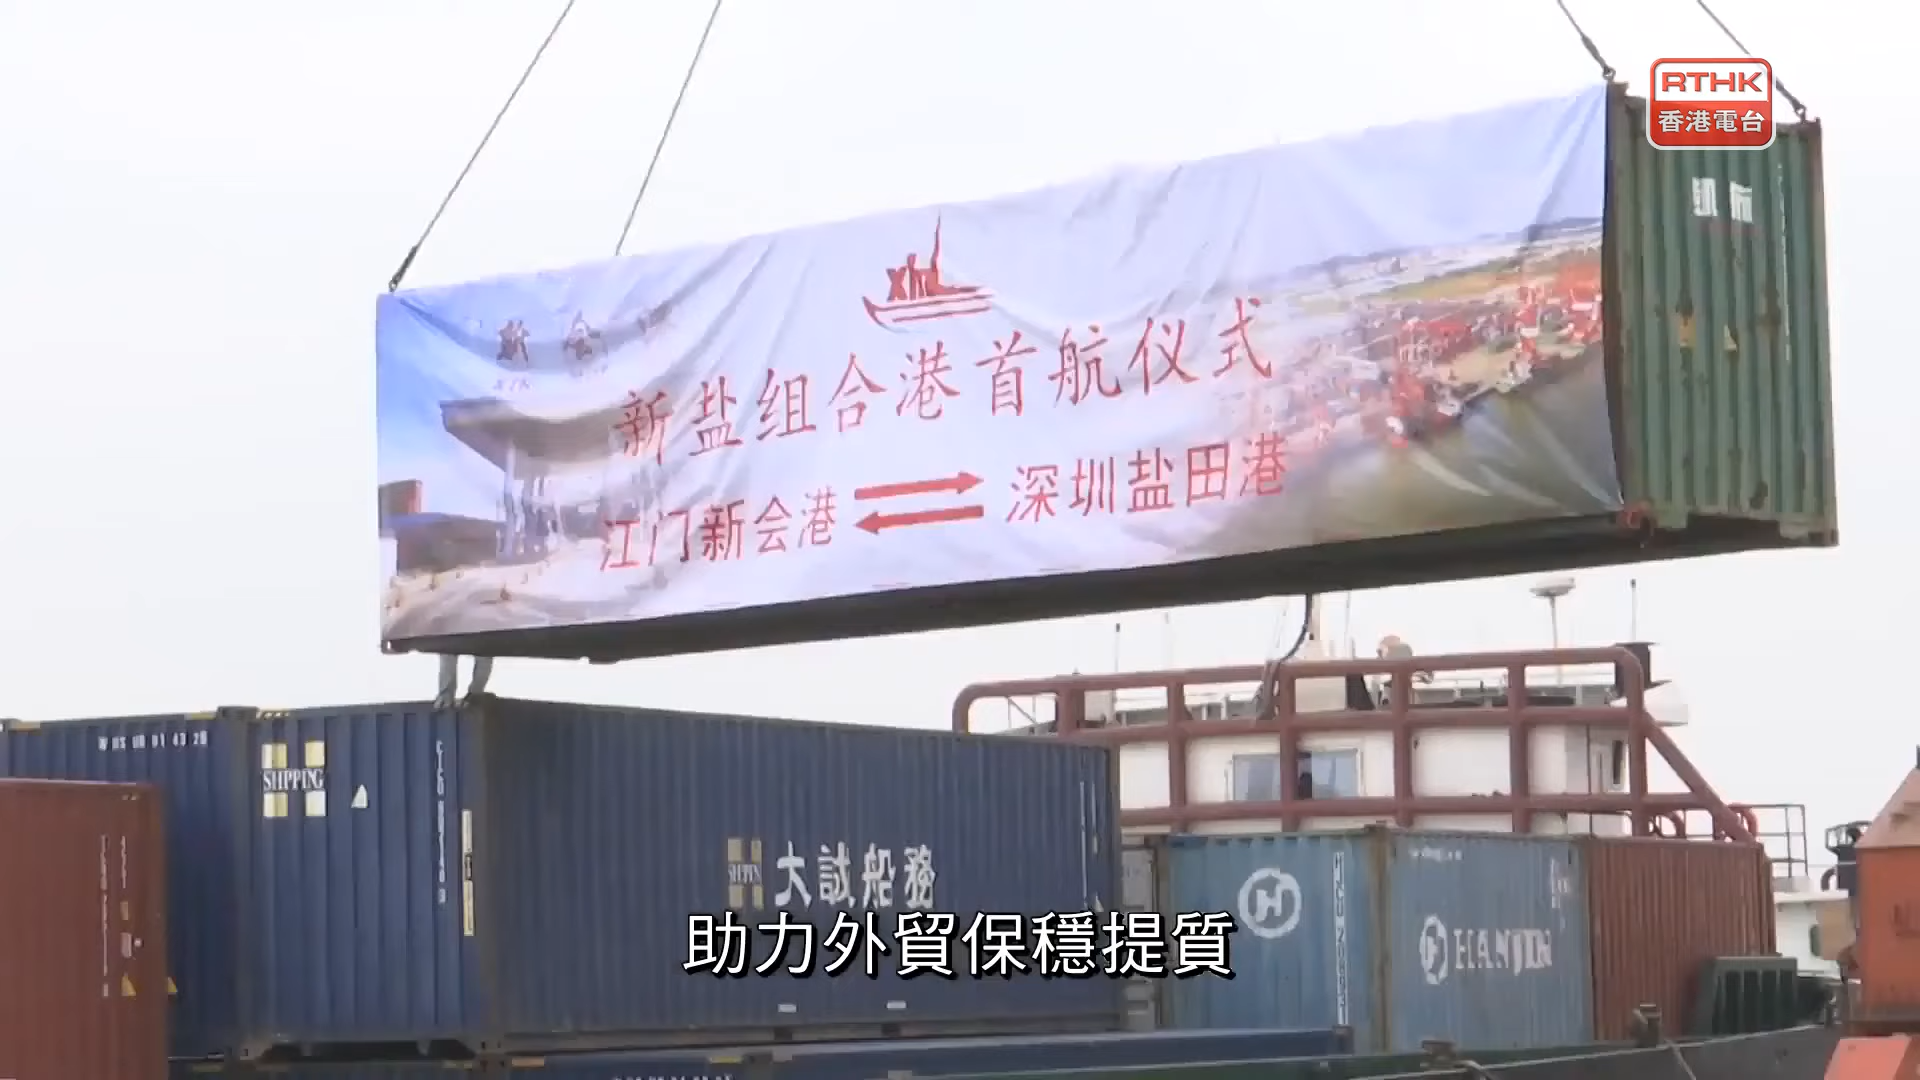 RTHK
香港電台
新会
新盐组合港首航仪式
江门新会港 深圳盐田港
SHIPPING
大誠船務
HANJIN
助力外貿保穩提質